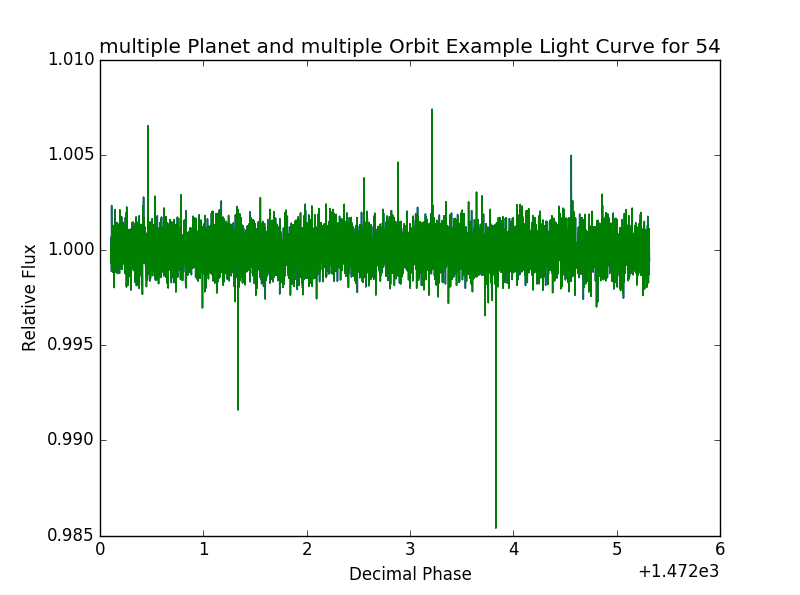 multiple Planet and multiple Orbit Example Light Curve for 54
1.010
1.005
1.000
0.995
0.990
0.985
Relative Flux
0 1 2 3 4 5 6
+1.472e3
Decimal Phase